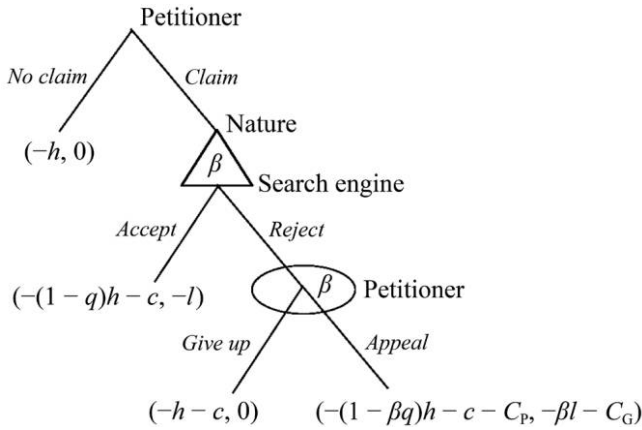 Petitioner
No claim
Claim
(−h, 0)
Nature
β
Search engine
Accept
Reject
(−(1 − q)h − c, −l)
β
Petitioner
Give up
Appeal
(−h − c, 0)
(−(1 − βq)h − c − C_P, −βl − C_G)